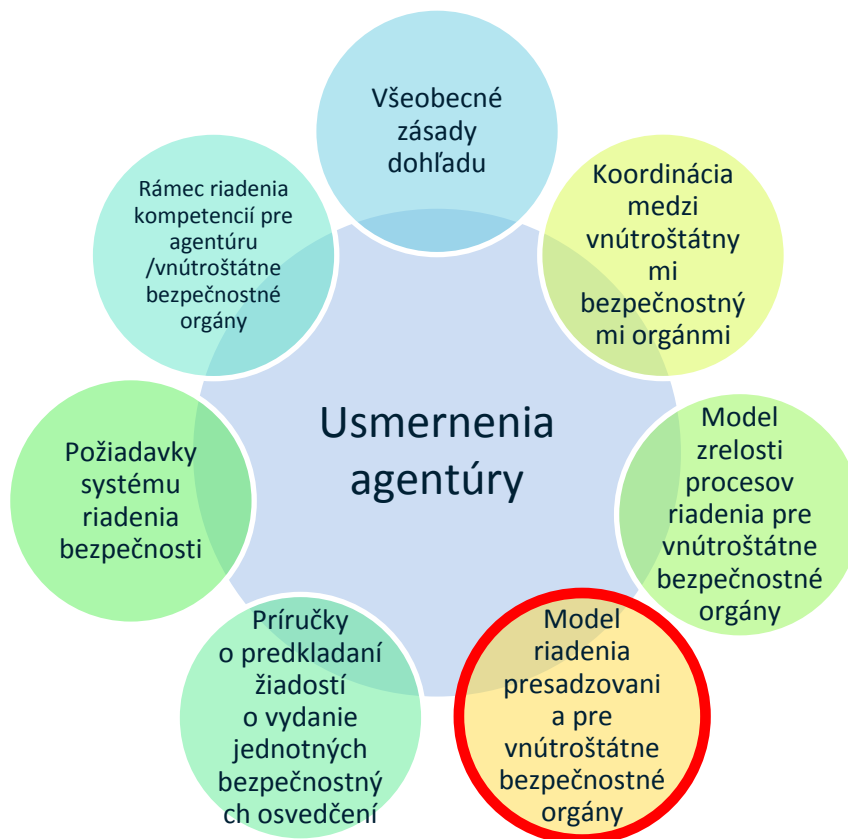 Všeobecné
zásady
dohľadu
Koordinácia
medzi
vnútroštátny
mi
bezpečnostný
mi orgánmi
Model
zrelosti
procesov
riadenia pre
vnútroštátne
bezpečnostné
orgány
Model
riadenia
presadzovani
a pre
vnútroštátne
bezpečnostné
orgány
Príručky
o predkladaní
žiadostí
o vydanie
jednotných
bezpečnostný
ch osvedčení
Požiadavky
systému
riadenia
bezpečnosti
Rámec riadenia
kompetencií pre
agentúru
/vnútroštátne
bezpečnostné
orgány
Usmernenia
agentúry